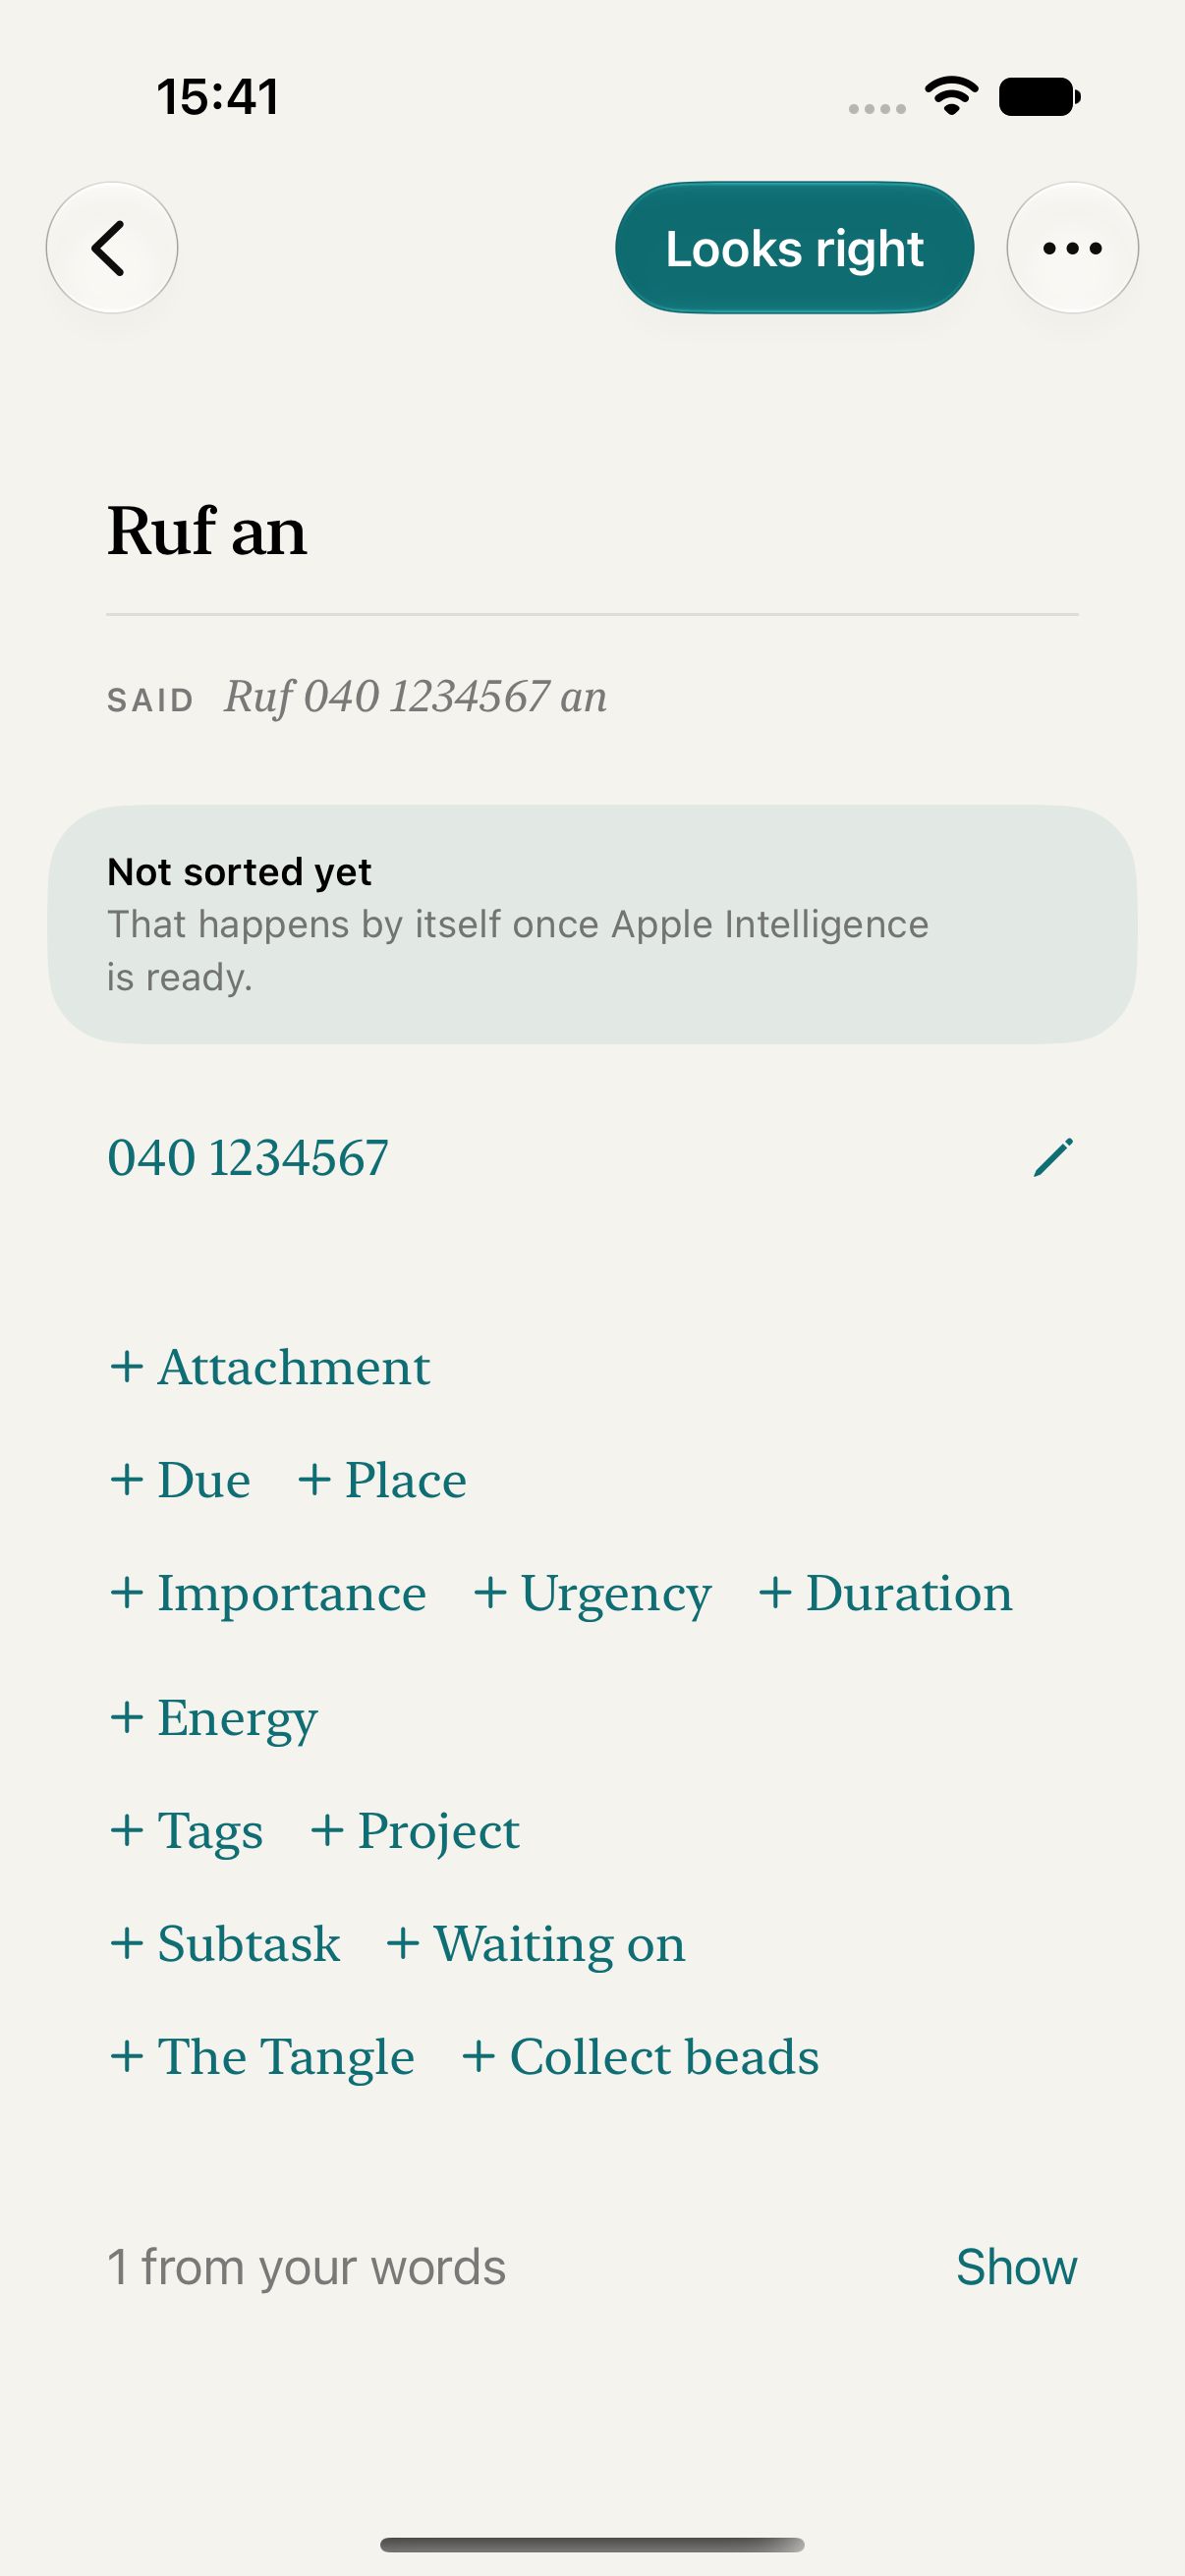 15:41
Looks right
Ruf an
SAID Ruf 040 1234567 an
Not sorted yet
That happens by itself once Apple Intelligence
is ready.
040 1234567
+ Attachment
+ Due + Place
+ Importance + Urgency + Duration
+ Energy
+ Tags + Project
+ Subtask + Waiting on
+ The Tangle + Collect beads
1 from your words Show